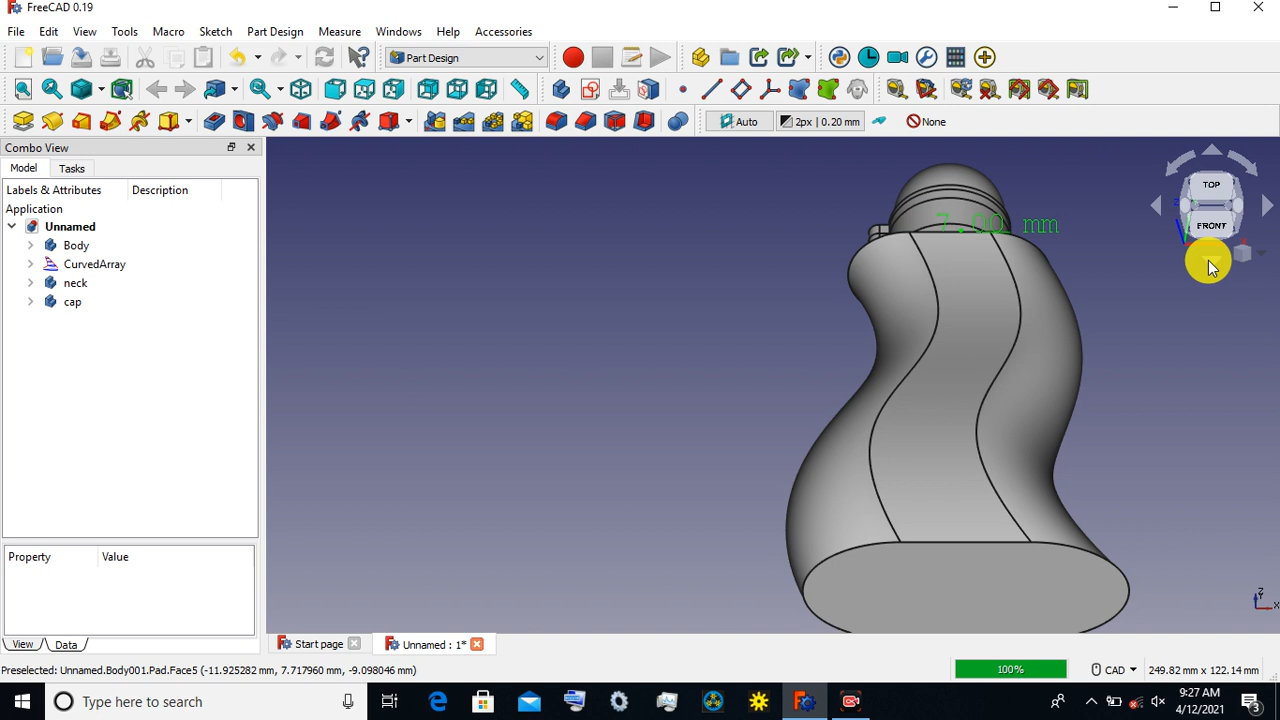 FreeCAD 0.19
File Edit View Tools Macro Sketch Part Design Measure Windows Help Accessories
Part Design
Auto 2px | 0.20 mm None
Combo View
Model Tasks
Labels & Attributes Description
Application
Unnamed
Body
CurvedArray
neck
cap
Property Value
View Data
7.00 mm
TOP
FRONT
Z
Y
X
Start page Unnamed : 1*
Preselected: Unnamed.Body001.Pad.Face5 (-11.925282 mm, 7.717960 mm, -9.098046 mm) 100% CAD 249.82 mm x 122.14 mm
Type here to search
9:27 AM
4/12/2021
3